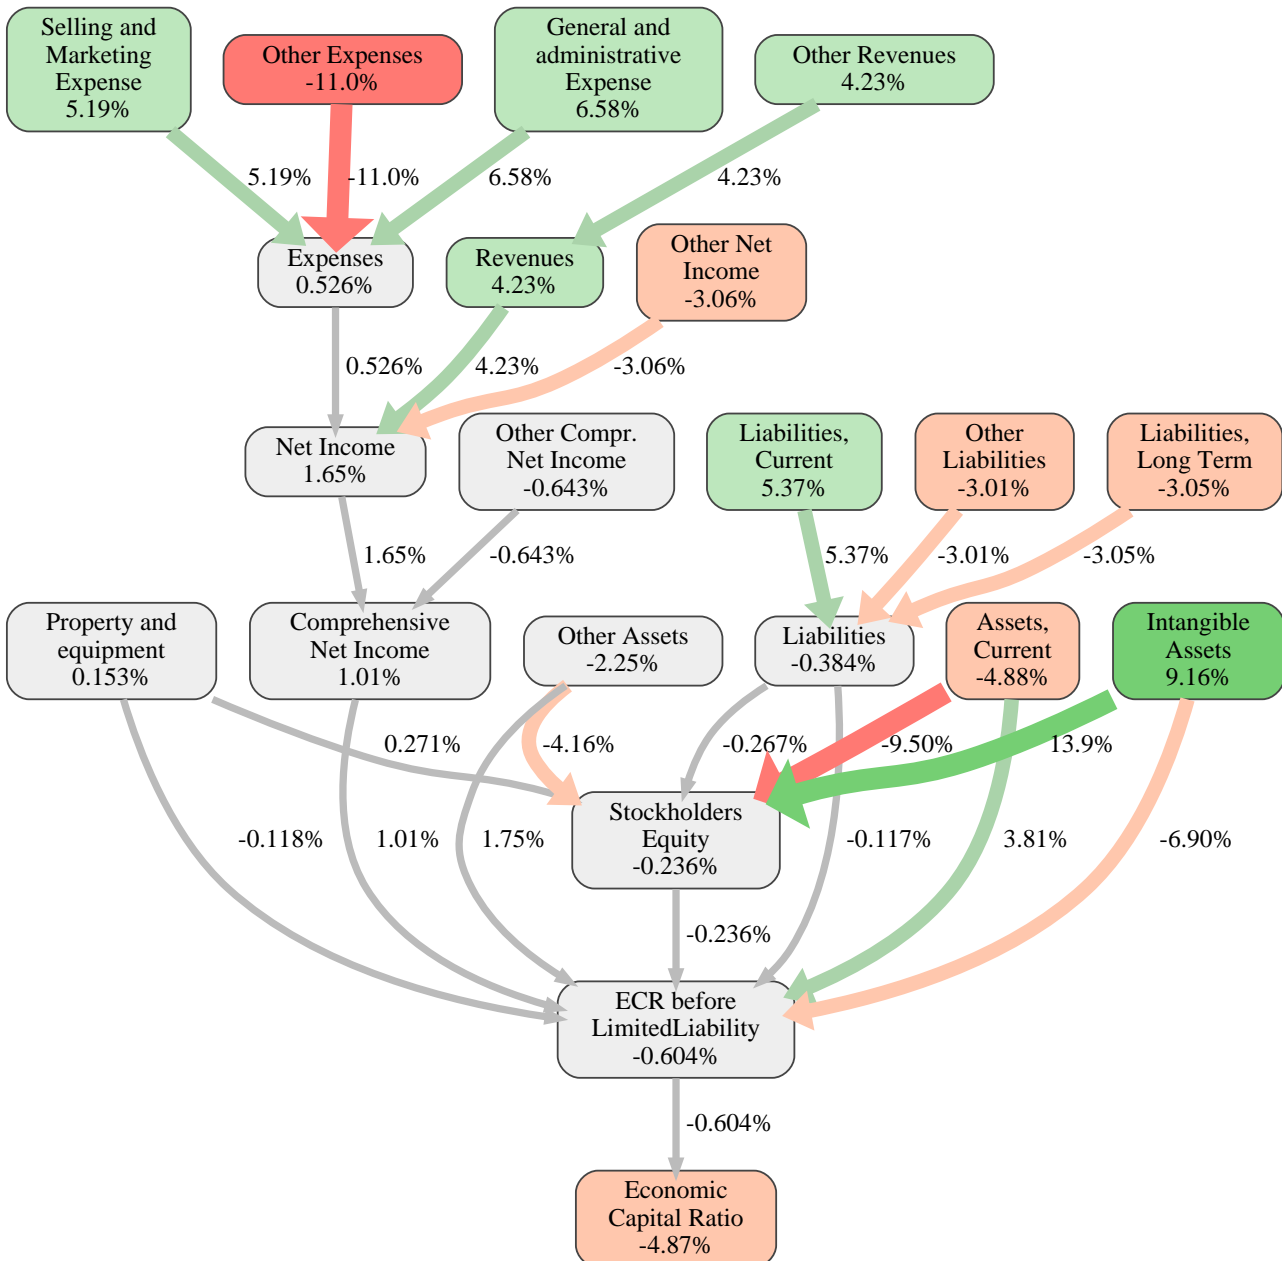 Selling and
Marketing
Expense
5.19%
Other Expenses
-11.0%
General and
administrative
Expense
6.58%
Other Revenues
4.23%
5.19%
-11.0%
6.58%
4.23%
Expenses
0.526%
Revenues
4.23%
Other Net
Income
-3.06%
0.526%
4.23%
-3.06%
Net Income
1.65%
Other Compr.
Net Income
-0.643%
Liabilities,
Current
5.37%
Other
Liabilities
-3.01%
Liabilities,
Long Term
-3.05%
1.65%
-0.643%
5.37%
-3.01%
-3.05%
Property and
equipment
0.153%
Comprehensive
Net Income
1.01%
Other Assets
-2.25%
Liabilities
-0.384%
Assets,
Current
-4.88%
Intangible
Assets
9.16%
0.271%
-4.16%
-0.267%
-9.50%
13.9%
Stockholders
Equity
-0.236%
-0.118%
1.01%
1.75%
-0.117%
3.81%
-6.90%
-0.236%
ECR before
LimitedLiability
-0.604%
-0.604%
Economic
Capital Ratio
-4.87%